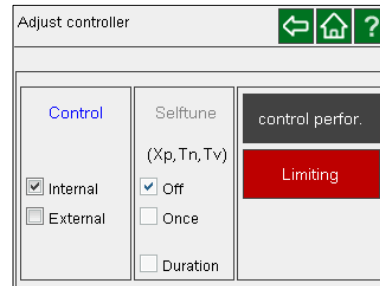 Adjust controller
?
Control
Selftune
control perfor.
(Xp,Tn,Tv)
Limiting
Internal
Off
External
Once
Duration